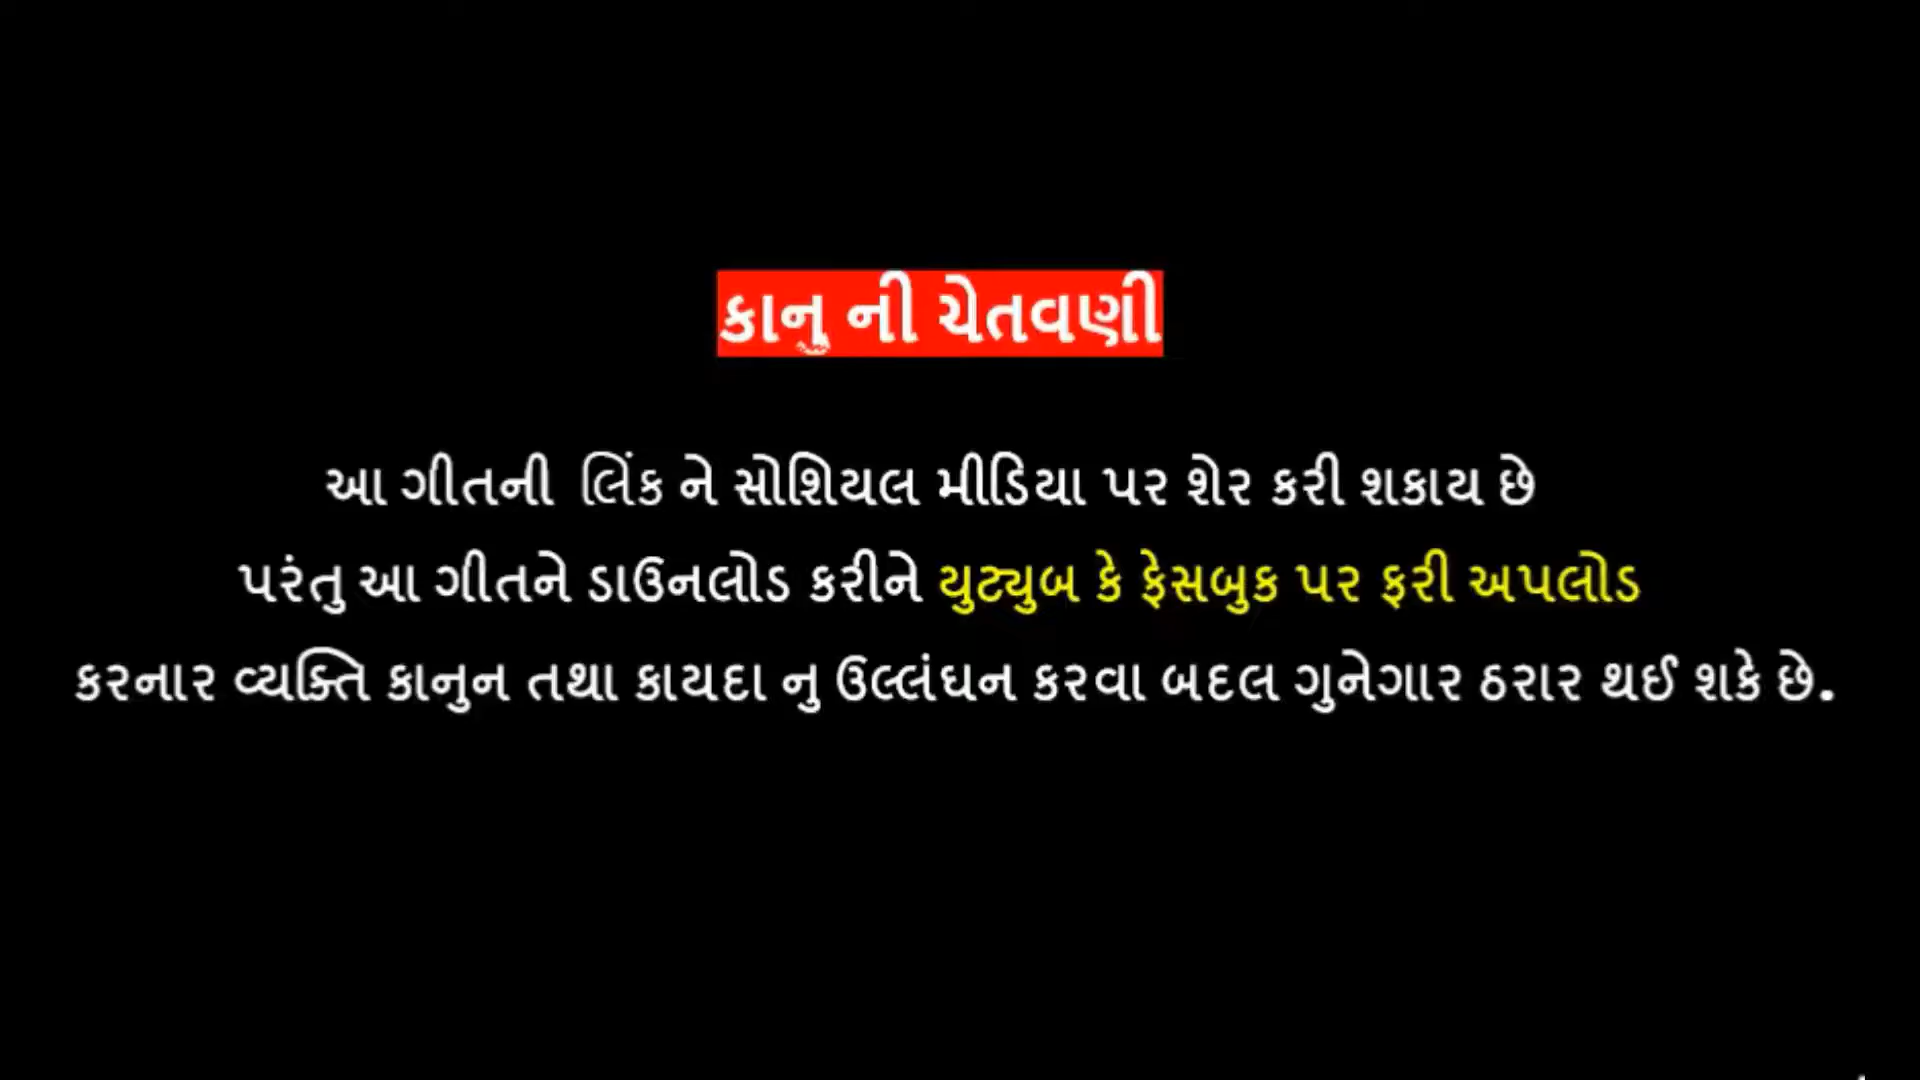 કાનુ ની ચેતવણી
આ ગીતની લિંક ને સોશિયલ મીડિયા પર શેર કરી શકાય છે
પરંતુ આ ગીતને ડાઉનલોડ કરીને યુટ્યુબ કે ફેસબુક પર ફરી અપલોડ
કરનાર વ્યક્તિ કાનુન તથા કાયદા નુ ઉલ્લંઘન કરવા બદલ ગુનેગાર ઠરાર થઈ શકે છે.